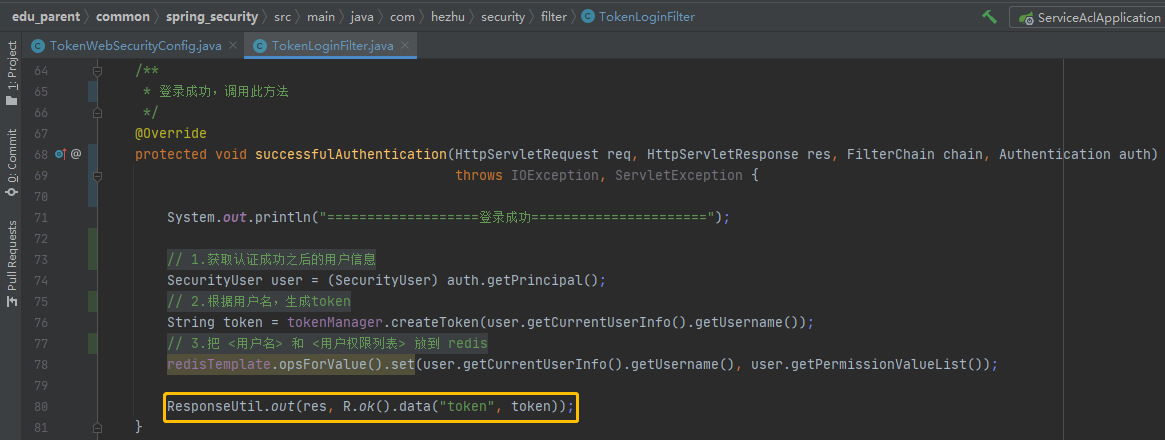 edu_parent common spring_security src main java com hezhu security filter TokenLoginFilter ServiceAclApplication
TokenWebSecurityConfig.java TokenLoginFilter.java
1: Project
0: Commit
Pull Requests
64 /**
65 * 登录成功，调用此方法
66 */
67 @Override
68 @ protected void successfulAuthentication(HttpServletRequest req, HttpServletResponse res, FilterChain chain, Authentication auth)
69 throws IOException, ServletException {
70
71 System.out.println("===================登录成功======================");
72
73 // 1.获取认证成功之后的用户信息
74 SecurityUser user = (SecurityUser) auth.getPrincipal();
75 // 2.根据用户名，生成token
76 String token = tokenManager.createToken(user.getCurrentUserInfo().getUsername());
77 // 3.把 <用户名> 和 <用户权限列表> 放到 redis
78 redisTemplate.opsForValue().set(user.getCurrentUserInfo().getUsername(), user.getPermissionValueList());
79
80 ResponseUtil.out(res, R.ok().data("token", token));
81 }